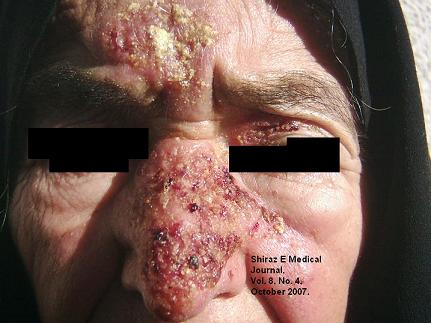 Shiraz E Medical
Journal,
Vol. 8, No. 4,
October 2007.